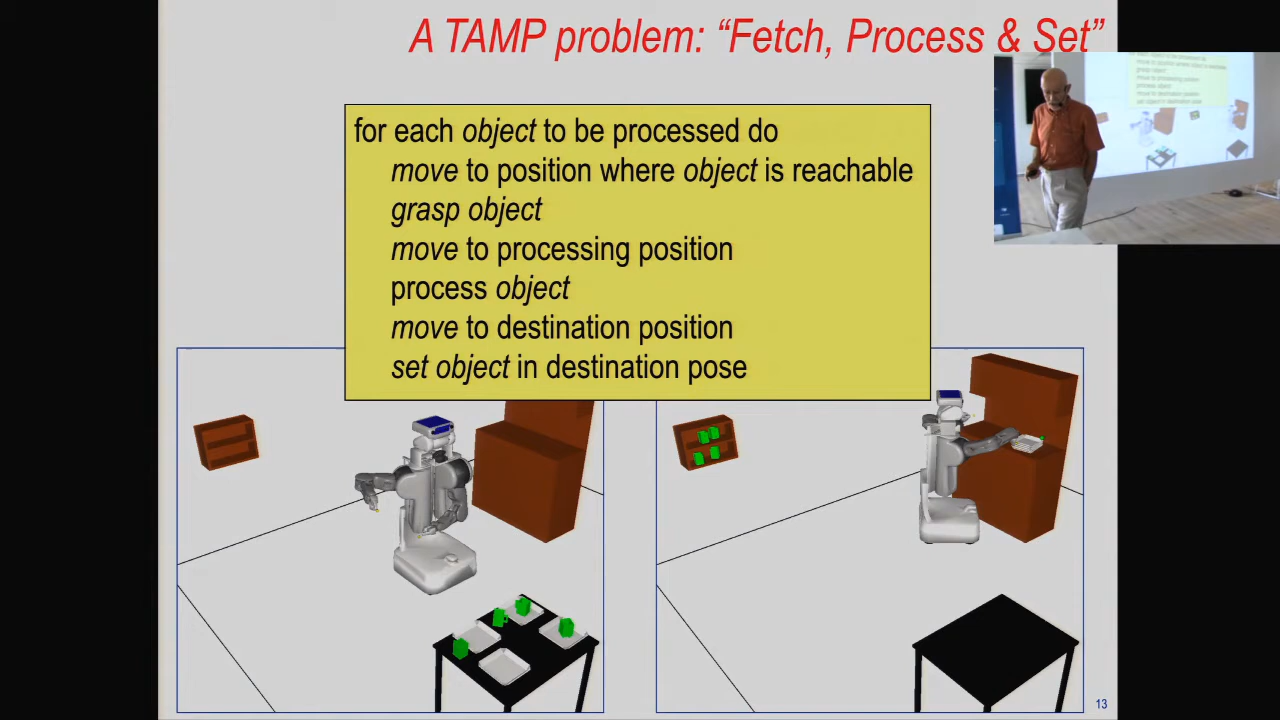 A TAMP problem: “Fetch, Process & Set”
for each object to be processed do
move to position where object is reachable
grasp object
move to processing position
process object
move to destination position
set object in destination pose
13